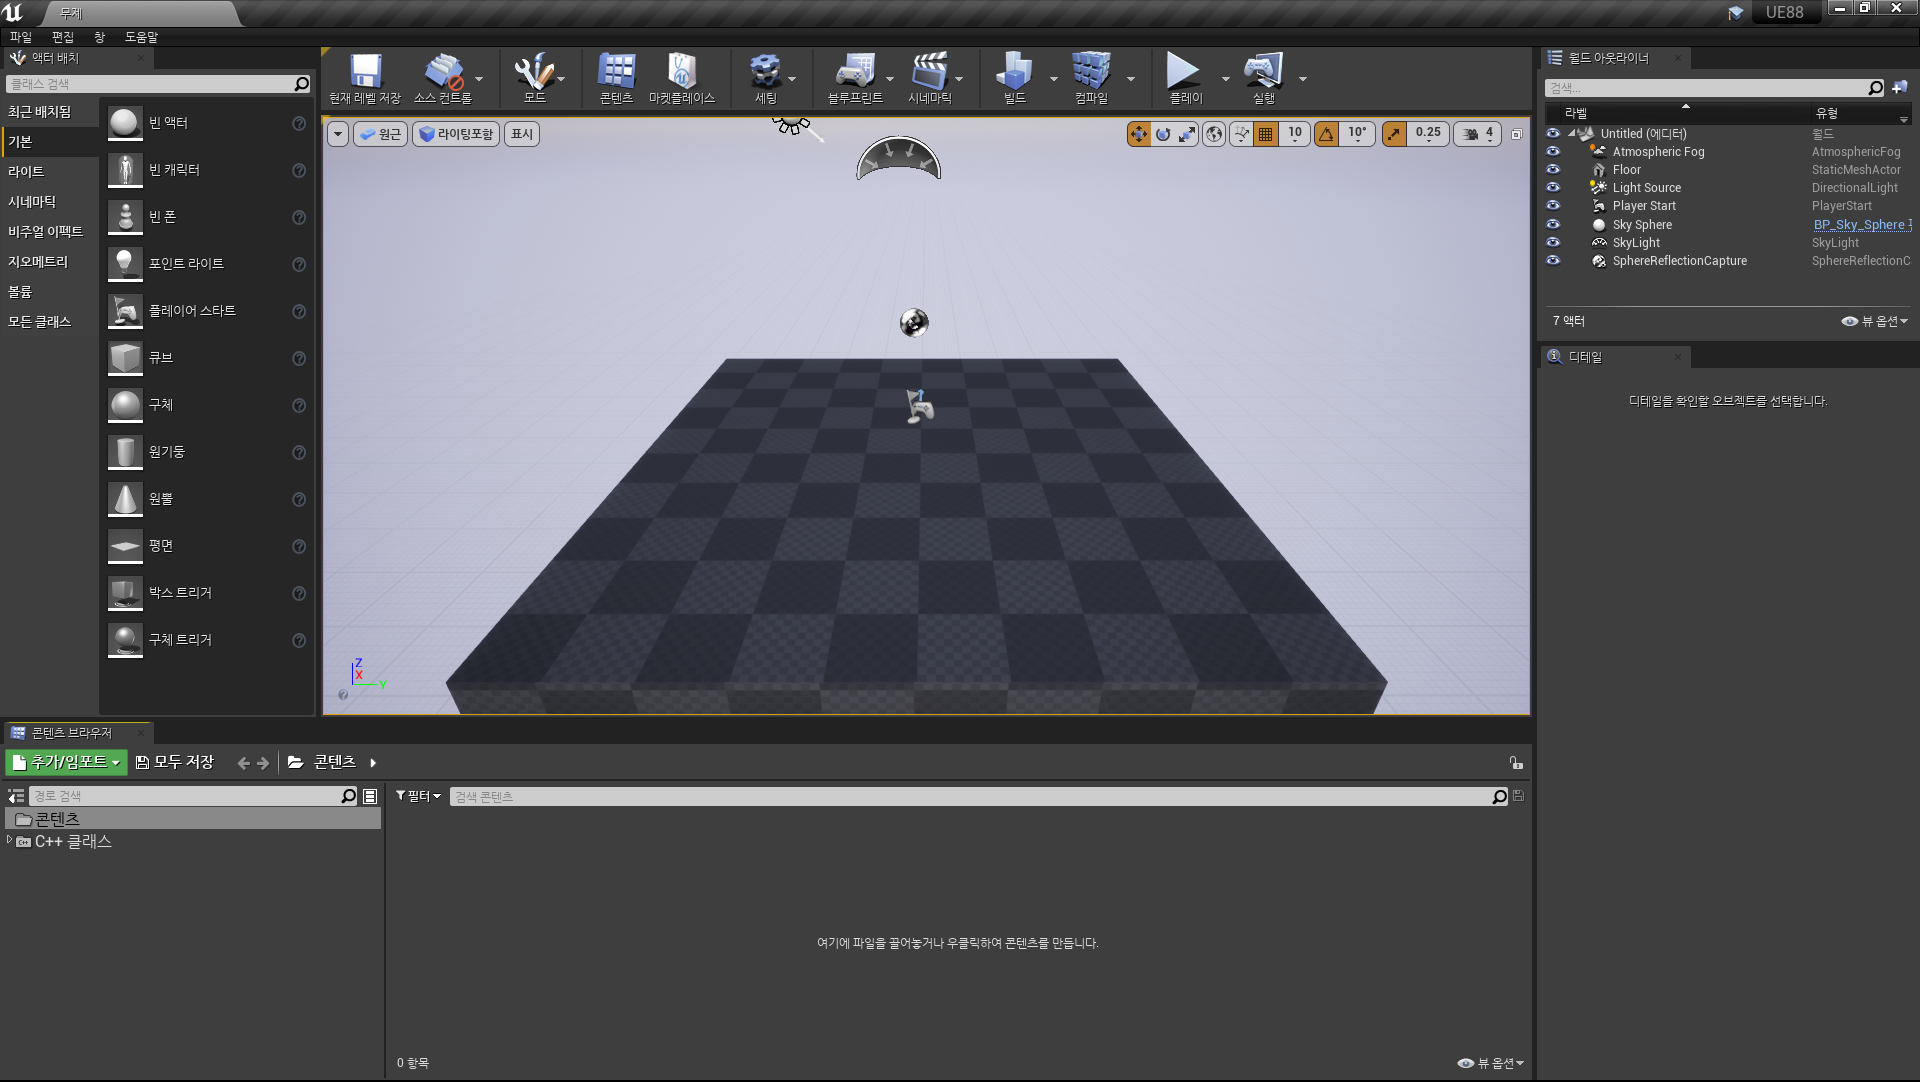 무제
UE88
파일 편집 창 도움말
액터 배치
클래스 검색
최근 배치됨
기본
라이트
시네마틱
비주얼 이펙트
지오메트리
볼륨
모든 클래스
빈 액터
빈 캐릭터
빈 폰
포인트 라이트
플레이어 스타트
큐브
구체
원기둥
원뿔
평면
박스 트리거
구체 트리거
현재 레벨 저장 소스 컨트롤 모드 콘텐츠 마켓플레이스 세팅 블루프린트 시네마틱 빌드 컴파일 플레이 실행
원근 라이팅포함 표시 10 10° 0.25 4
Z
X
Y
월드 아웃라이너
검색...
라벨 유형
Untitled (에디터) 월드
Atmospheric Fog AtmosphericFog
Floor StaticMeshActor
Light Source DirectionalLight
Player Start PlayerStart
Sky Sphere BP_Sky_Sphere
SkyLight SkyLight
SphereReflectionCapture SphereReflectionC
7 액터 뷰 옵션
디테일
디테일을 확인할 오브젝트를 선택합니다.
콘텐츠 브라우저
추가/임포트 모두 저장 콘텐츠
경로 검색
콘텐츠
C++ 클래스
필터 검색 콘텐츠
여기에 파일을 끌어놓거나 우클릭하여 콘텐츠를 만듭니다.
0 항목 뷰 옵션